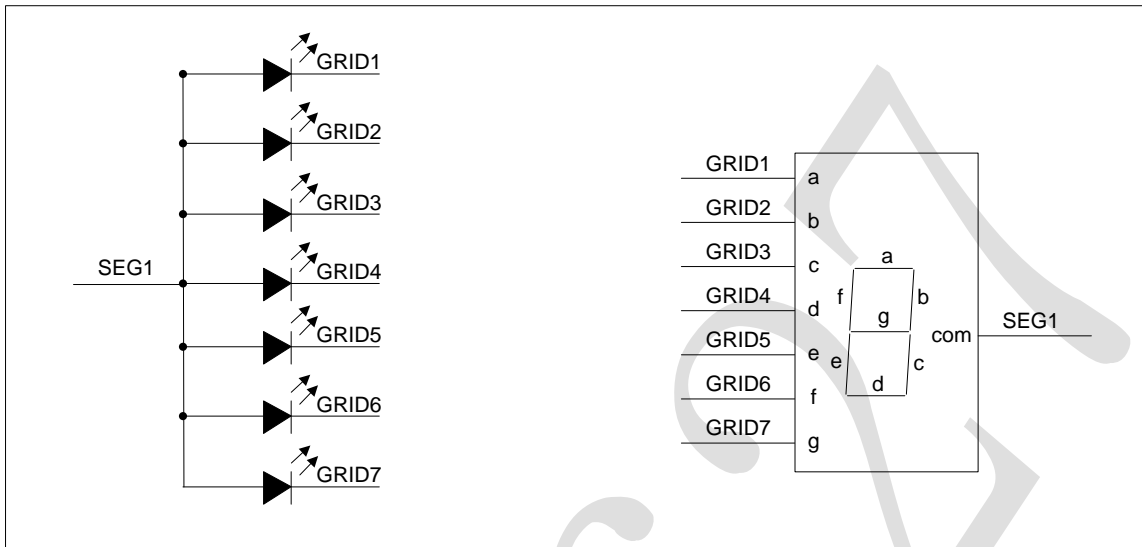 GRID1
GRID2
GRID3
SEG1
GRID4
GRID5
GRID6
GRID7
GRID1
a
GRID2
b
GRID3
c
GRID4
d
GRID5
e
GRID6
f
GRID7
g
a
f
b
g
e
c
d
com
SEG1